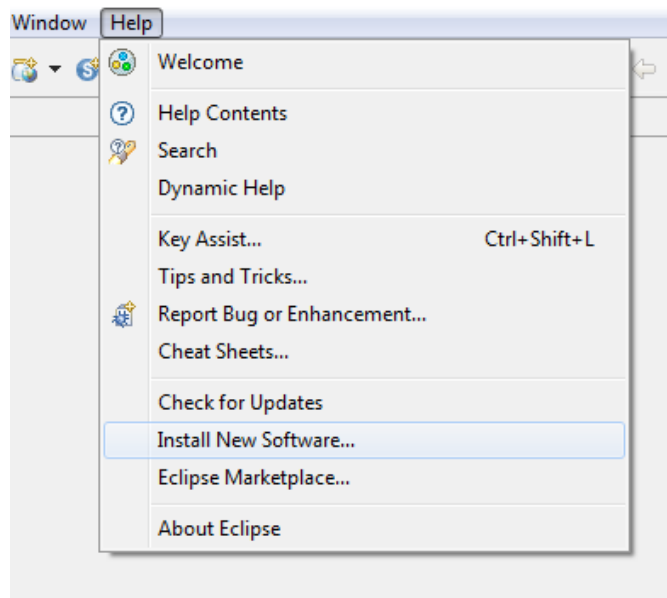 Window Help
Welcome
Help Contents
Search
Dynamic Help
Key Assist... Ctrl+Shift+L
Tips and Tricks...
Report Bug or Enhancement...
Cheat Sheets...
Check for Updates
Install New Software...
Eclipse Marketplace...
About Eclipse